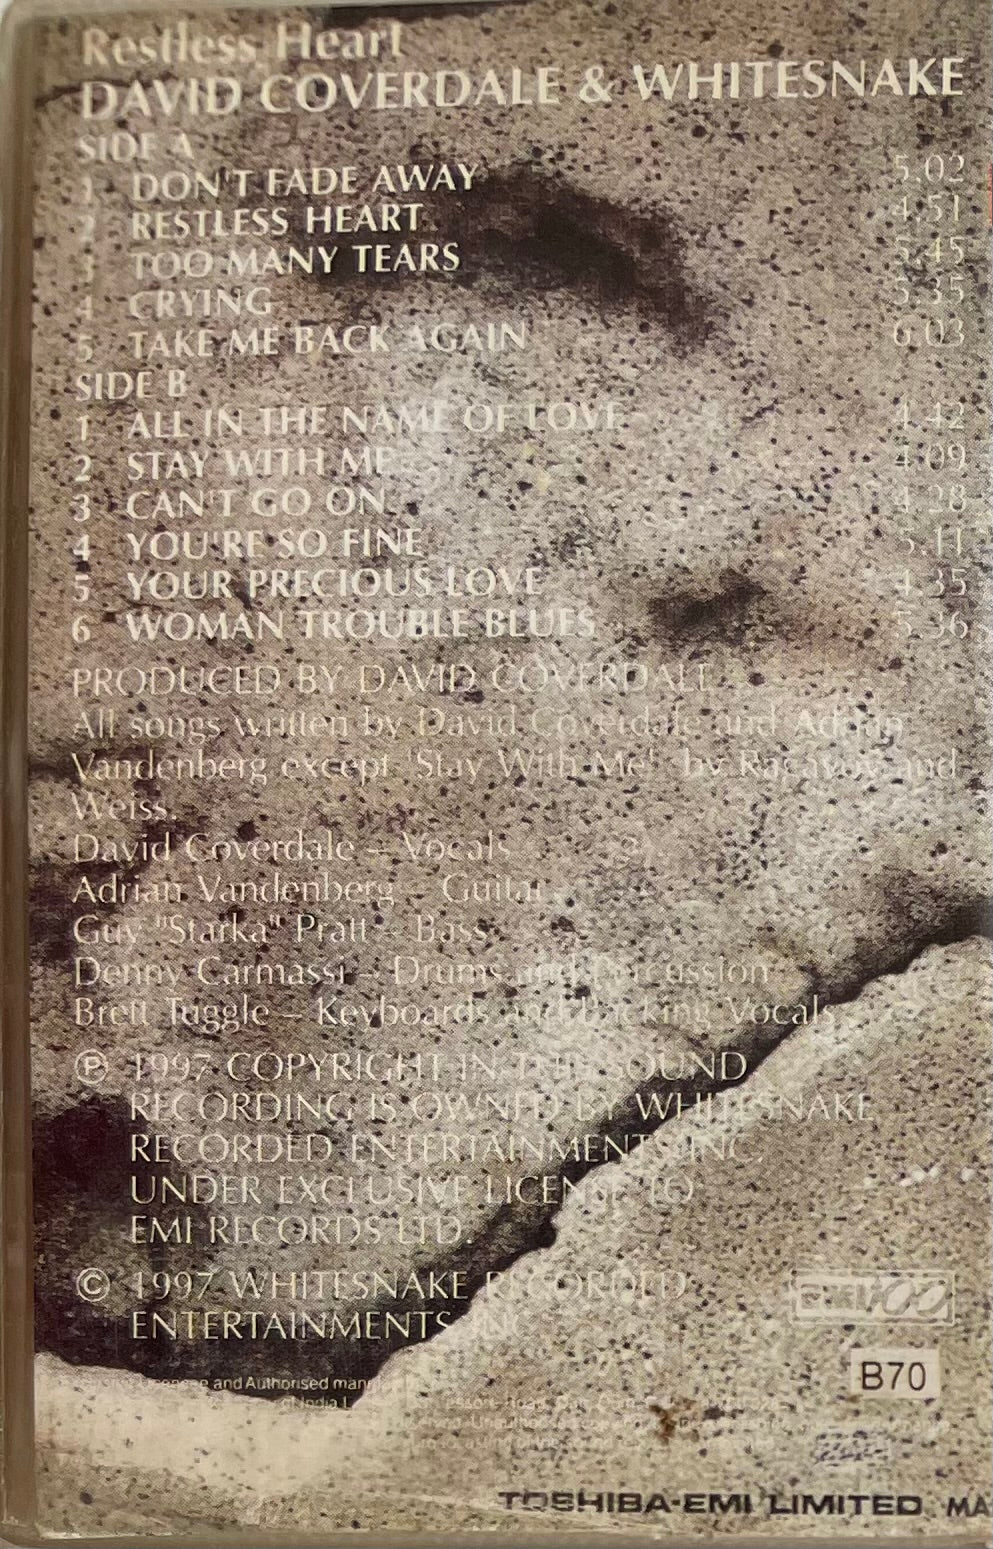 Restless Heart
DAVID COVERDALE & WHITESNAKE
SIDE A
1 DON'T FADE AWAY 5.02
2 RESTLESS HEART 4.51
3 TOO MANY TEARS 5.45
4 CRYING 5.35
5 TAKE ME BACK AGAIN 6.03
SIDE B
1 ALL IN THE NAME OF LOVE 4.42
2 STAY WITH ME 4.09
3 CAN'T GO ON 4.28
4 YOU'RE SO FINE 5.11
5 YOUR PRECIOUS LOVE 4.35
6 WOMAN TROUBLE BLUES 5.36
PRODUCED BY DAVID COVERDALE
All songs written by David Coverdale and Adrian
Vandenberg except 'Stay With Me' by Ragavoy and
Weiss.
David Coverdale – Vocals
Adrian Vandenberg – Guitar
Guy "Starka" Pratt – Bass
Denny Carmassi – Drums and Percussion
Brett Tuggle – Keyboards and Backing Vocals
℗ 1997 COPYRIGHT IN THIS SOUND
RECORDING IS OWNED BY WHITESNAKE
RECORDED ENTERTAINMENTS INC.
UNDER EXCLUSIVE LICENSE TO
EMI RECORDS LTD.
© 1997 WHITESNAKE RECORDED
ENTERTAINMENTS INC.
B70
and Authorised
TOSHIBA-EMI LIMITED MA